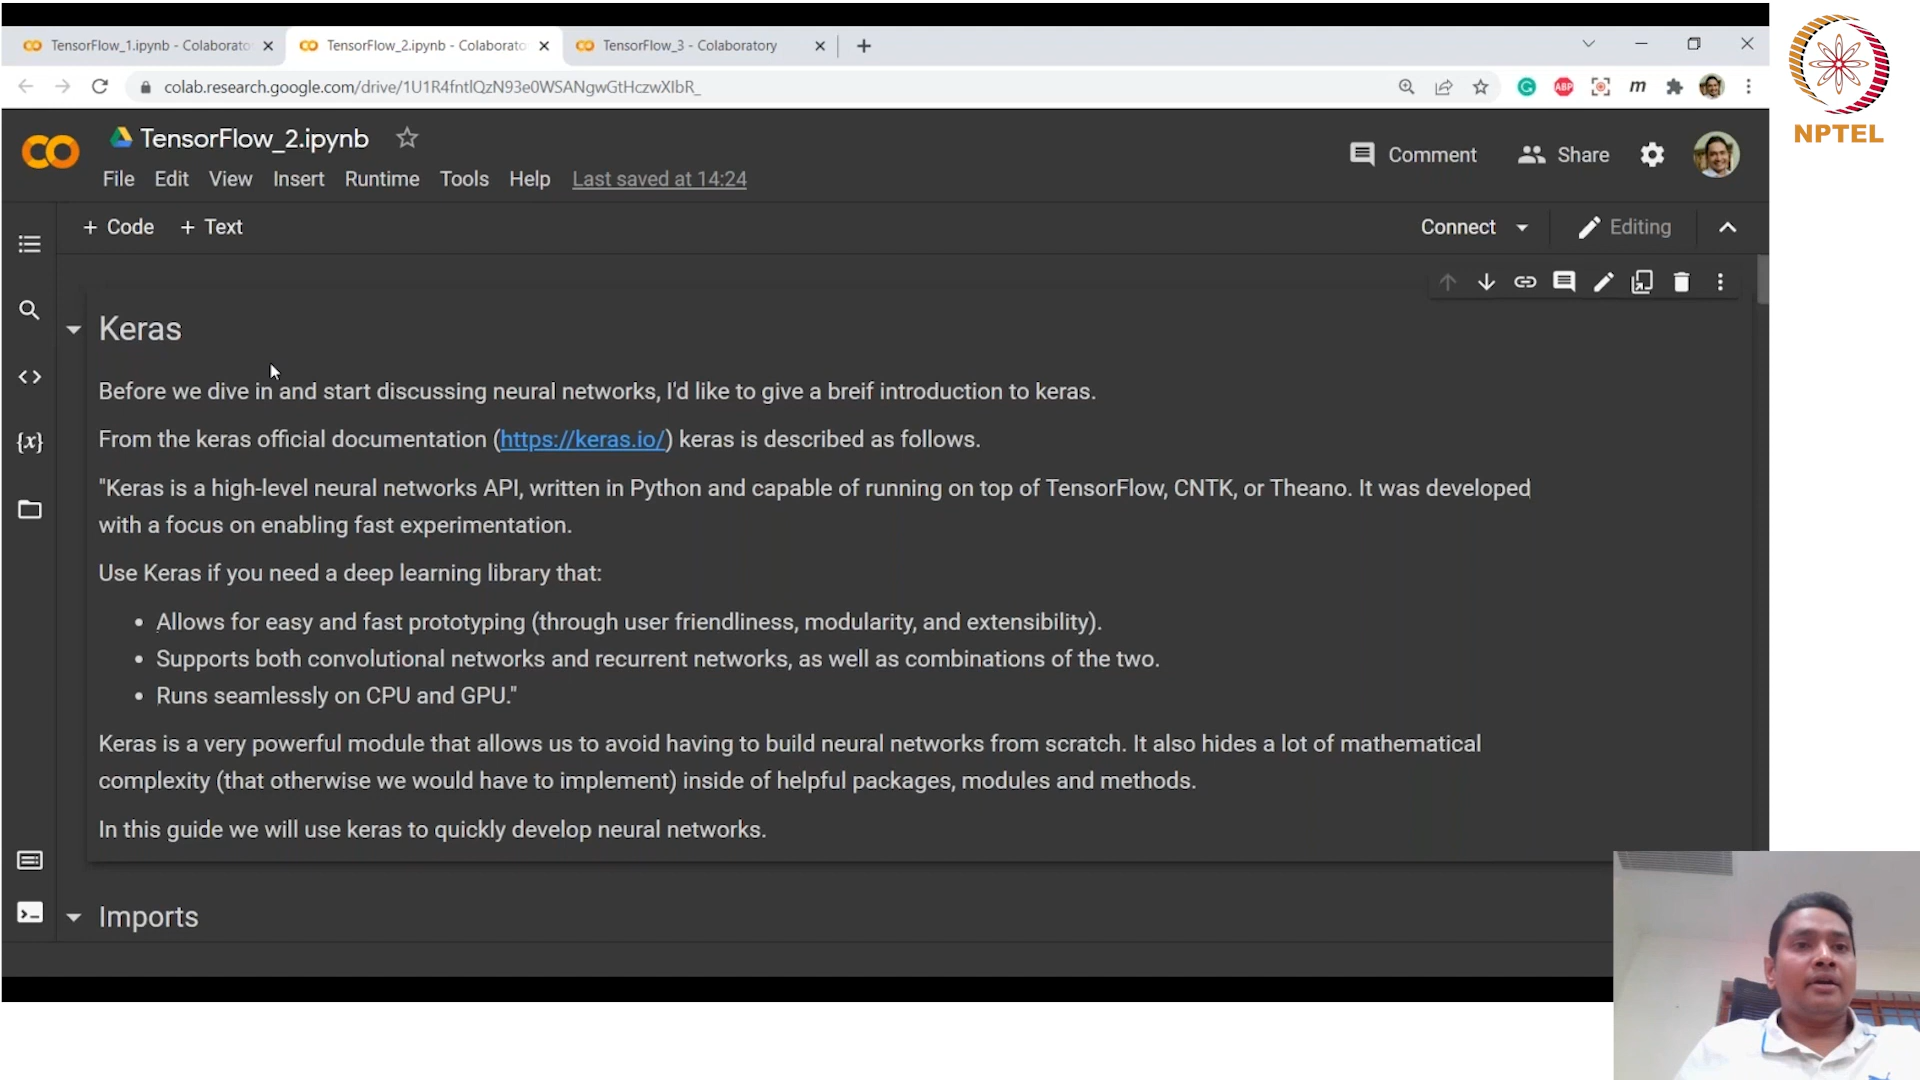 TensorFlow_1.ipynb - Colaborato
TensorFlow_2.ipynb - Colaborato
TensorFlow_3 - Colaboratory
colab.research.google.com/drive/1U1R4fntlQzN93e0WSANgwGtHczwXIbR_
ABP
m
NPTEL
TensorFlow_2.ipynb
Comment
Share
File Edit View Insert Runtime Tools Help Last saved at 14:24
+ Code + Text
Connect
Editing
Keras
Before we dive in and start discussing neural networks, I'd like to give a breif introduction to keras.
From the keras official documentation (https://keras.io/) keras is described as follows.
"Keras is a high-level neural networks API, written in Python and capable of running on top of TensorFlow, CNTK, or Theano. It was developed
with a focus on enabling fast experimentation.
Use Keras if you need a deep learning library that:
• Allows for easy and fast prototyping (through user friendliness, modularity, and extensibility).
• Supports both convolutional networks and recurrent networks, as well as combinations of the two.
• Runs seamlessly on CPU and GPU."
Keras is a very powerful module that allows us to avoid having to build neural networks from scratch. It also hides a lot of mathematical
complexity (that otherwise we would have to implement) inside of helpful packages, modules and methods.
In this guide we will use keras to quickly develop neural networks.
Imports